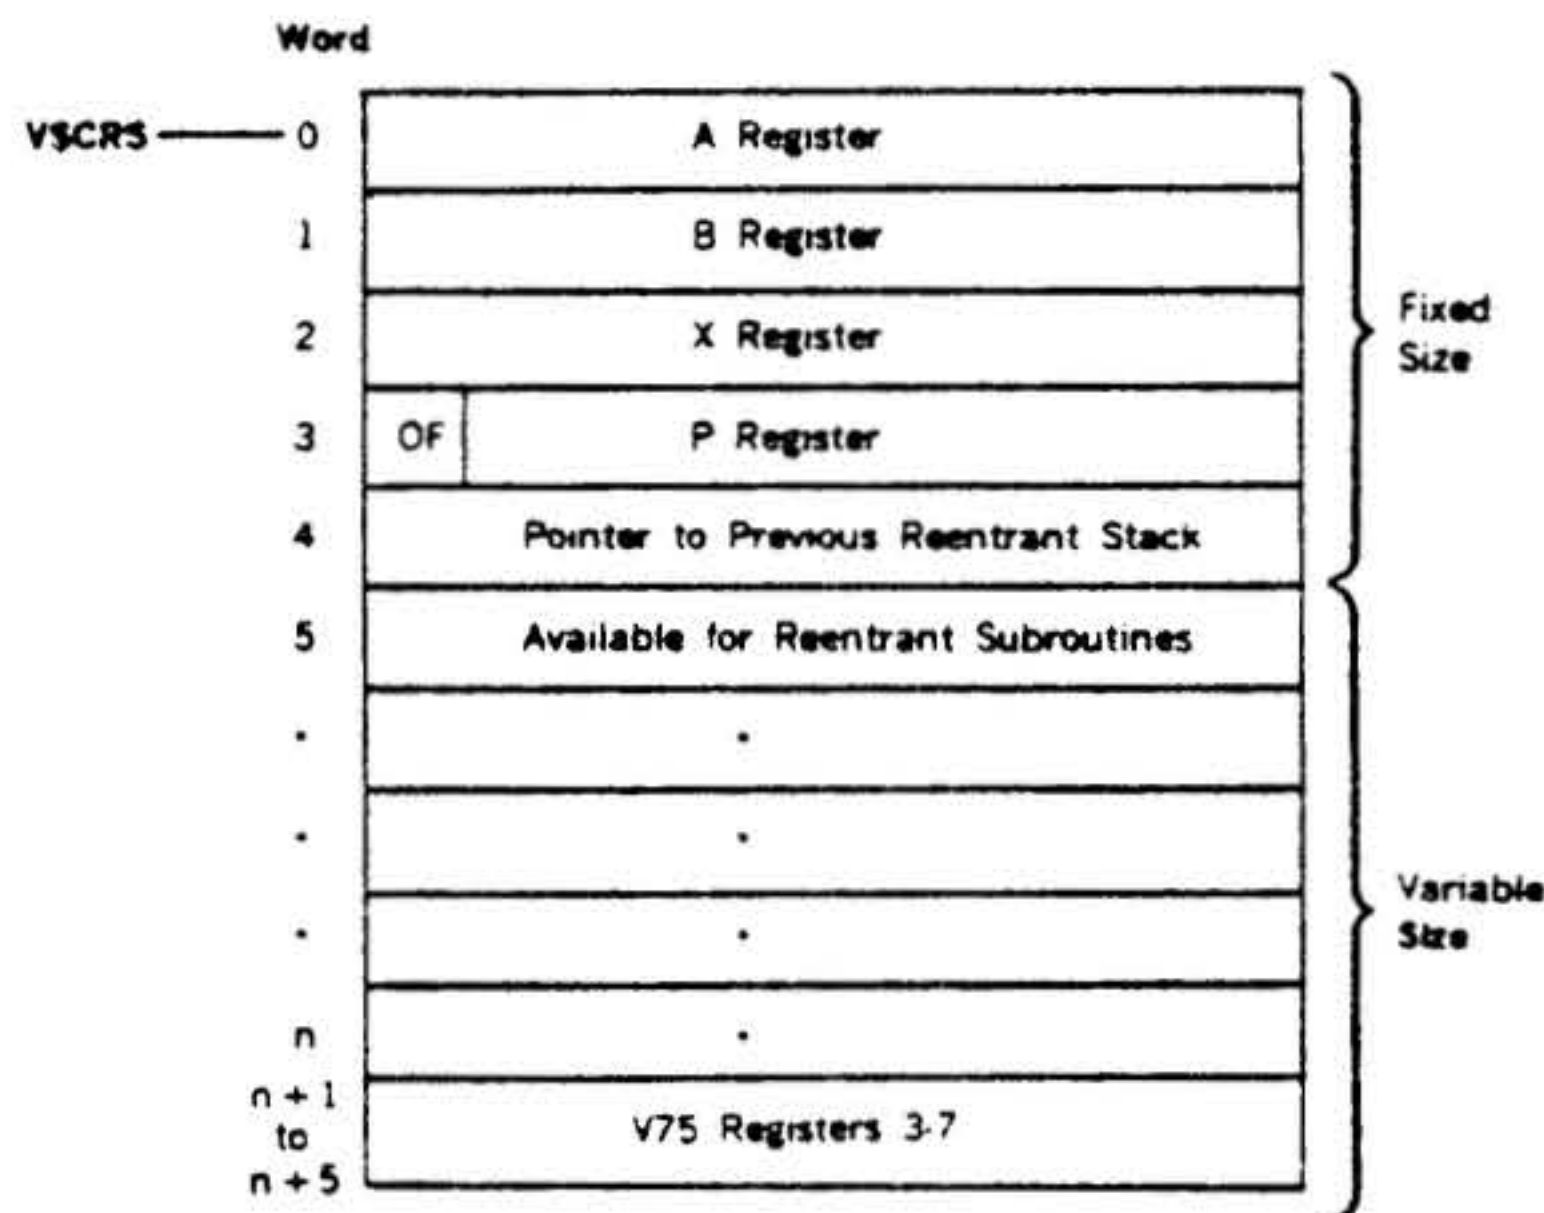 Word
V$CRS 0 A Register
1 B Register
2 X Register
3 OF P Register
4 Pointer to Previous Reentrant Stack
5 Available for Reentrant Subroutines
. .
. .
. .
n .
n + 1
to V75 Registers 3-7
n + 5
Fixed
Size
Variable
Size